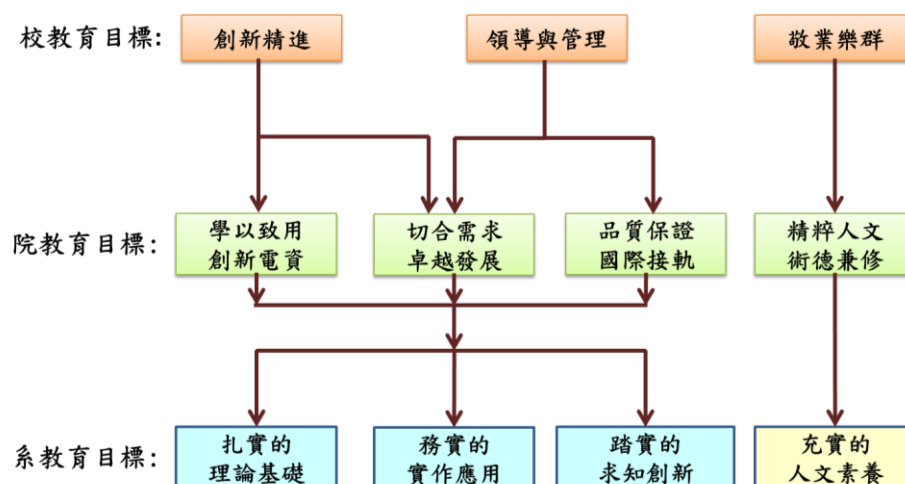 校教育目標:
創新精進
領導與管理
敬業樂群
院教育目標:
學以致用
創新電資
切合需求
卓越發展
品質保證
國際接軌
精粹人文
術德兼修
系教育目標:
扎實的
理論基礎
務實的
實作應用
踏實的
求知創新
充實的
人文素養